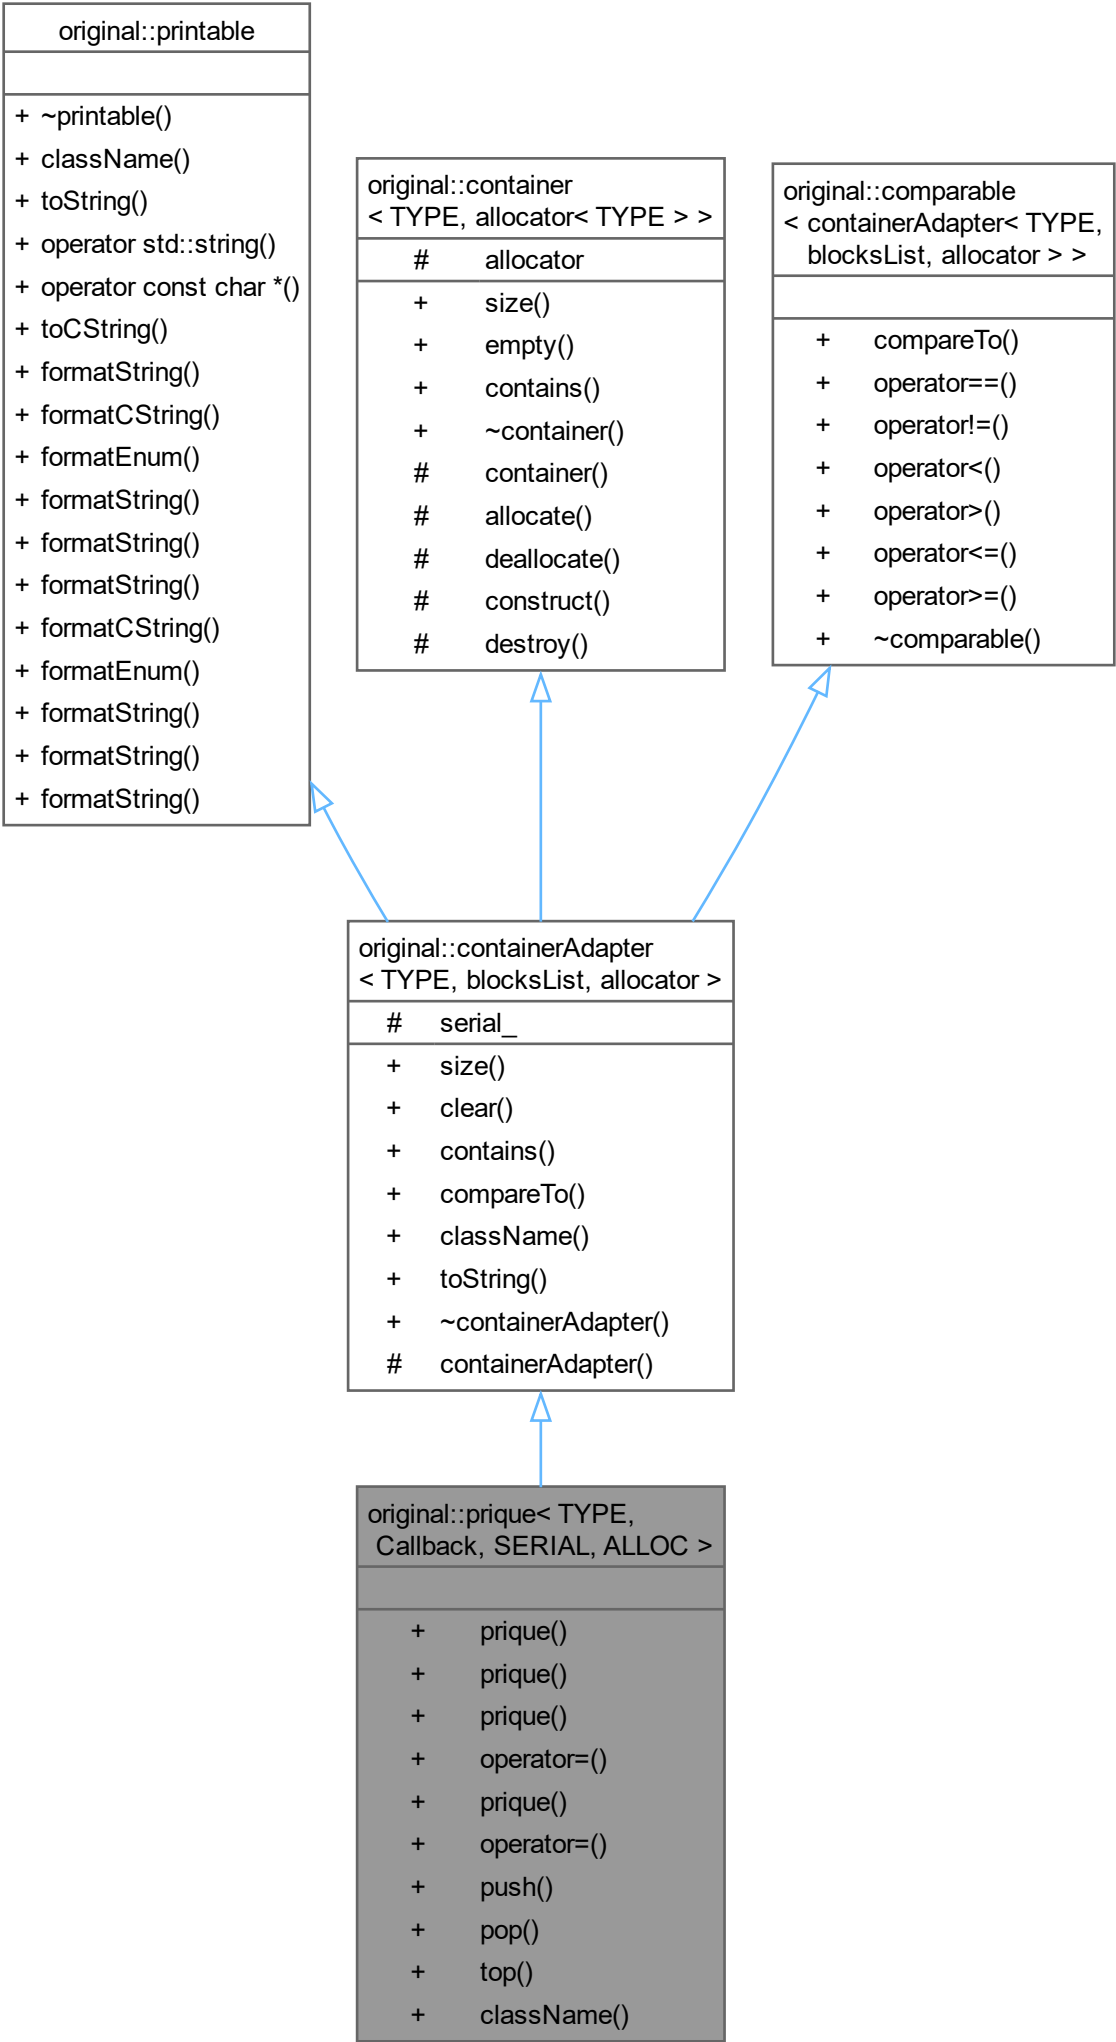 original::printable
+ ~printable()
+ className()
+ toString()
+ operator std::string()
+ operator const char *()
+ toCString()
+ formatString()
+ formatCString()
+ formatEnum()
+ formatString()
+ formatString()
+ formatString()
+ formatCString()
+ formatEnum()
+ formatString()
+ formatString()
+ formatString()
original::container
< TYPE, allocator< TYPE > >
# allocator
+ size()
+ empty()
+ contains()
+ ~container()
# container()
# allocate()
# deallocate()
# construct()
# destroy()
original::comparable
< containerAdapter< TYPE,
blocksList, allocator > >
+ compareTo()
+ operator==()
+ operator!=()
+ operator<()
+ operator>()
+ operator<=()
+ operator>=()
+ ~comparable()
original::containerAdapter
< TYPE, blocksList, allocator >
# serial_
+ size()
+ clear()
+ contains()
+ compareTo()
+ className()
+ toString()
+ ~containerAdapter()
# containerAdapter()
original::prique< TYPE,
Callback, SERIAL, ALLOC >
+ prique()
+ prique()
+ prique()
+ operator=()
+ prique()
+ operator=()
+ push()
+ pop()
+ top()
+ className()